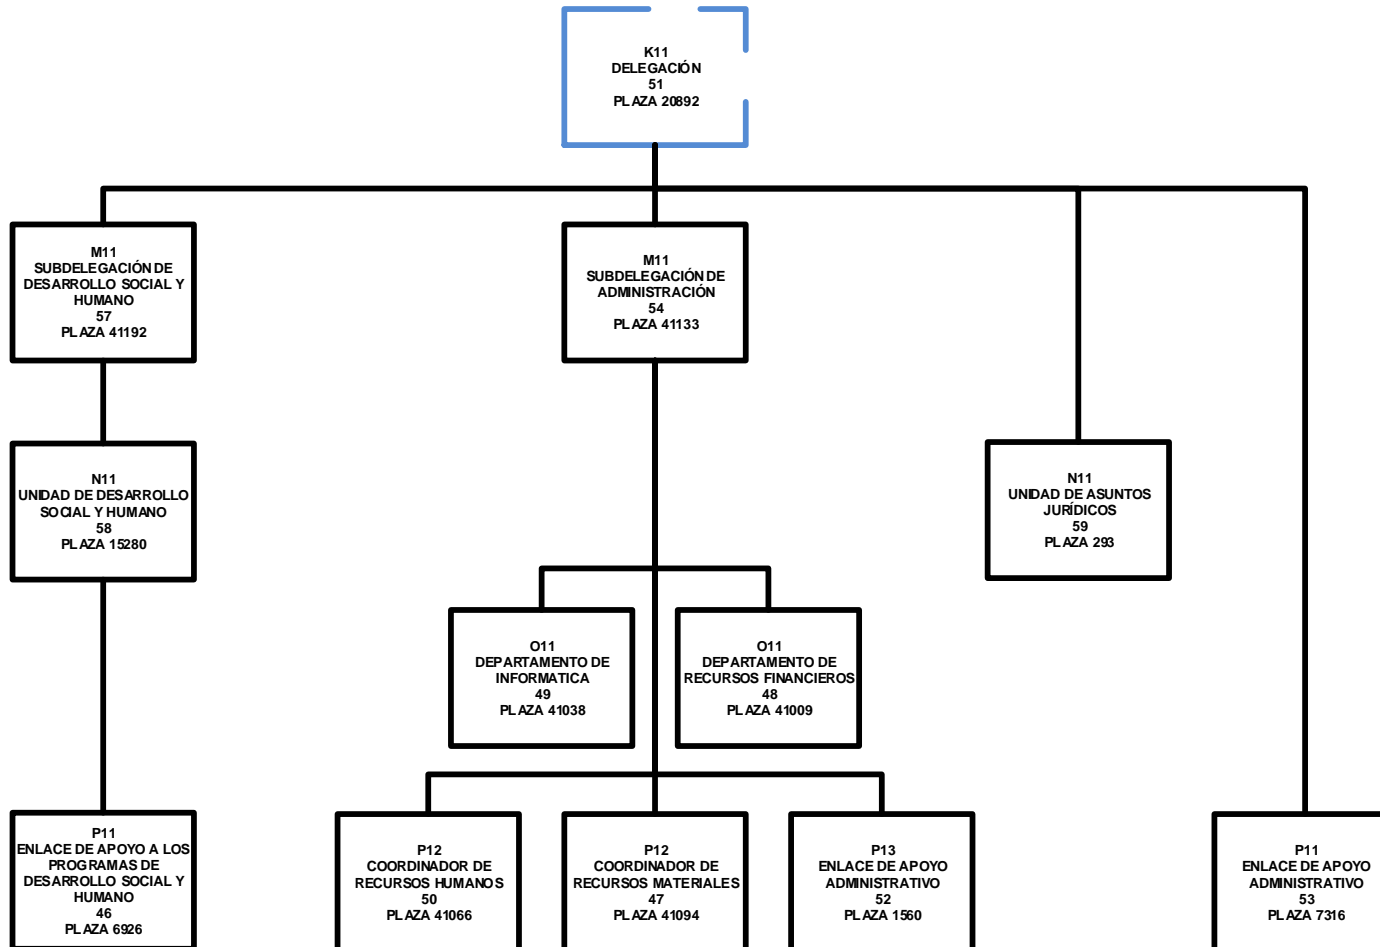 K11
DELEGACIÓN
51
PLAZA 20892
M11
SUBDELEGACIÓN DE
DESARROLLO SOCIAL Y
HUMANO
57
PLAZA 41192
M11
SUBDELEGACIÓN DE
ADMINISTRACIÓN
54
PLAZA 41133
N11
UNIDAD DE DESARROLLO
SOCIAL Y HUMANO
58
PLAZA 15280
N11
UNIDAD DE ASUNTOS
JURÍDICOS
59
PLAZA 293
O11
DEPARTAMENTO DE
INFORMATICA
49
PLAZA 41038
O11
DEPARTAMENTO DE
RECURSOS FINANCIEROS
48
PLAZA 41009
P11
ENLACE DE APOYO A LOS
PROGRAMAS DE
DESARROLLO SOCIAL Y
HUMANO
46
PLAZA 6926
P12
COORDINADOR DE
RECURSOS HUMANOS
50
PLAZA 41066
P12
COORDINADOR DE
RECURSOS MATERIALES
47
PLAZA 41094
P13
ENLACE DE APOYO
ADMINISTRATIVO
52
PLAZA 1560
P11
ENLACE DE APOYO
ADMINISTRATIVO
53
PLAZA 7316